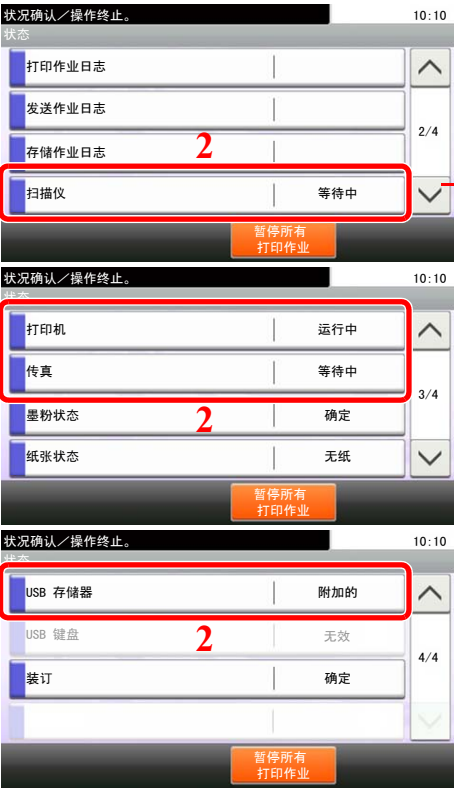 状况确认／操作终止。 10:10
状态
打印作业日志
发送作业日志
2/4
存储作业日志
2
扫描仪 等待中
暂停所有
打印作业
状况确认／操作终止。 10:10
状态
打印机 运行中
传真 等待中
3/4
墨粉状态 确定
2
纸张状态 无纸
暂停所有
打印作业
状况确认／操作终止。 10:10
状态
USB 存储器 附加的
USB 键盘 无效
2
4/4
装订 确定
暂停所有
打印作业